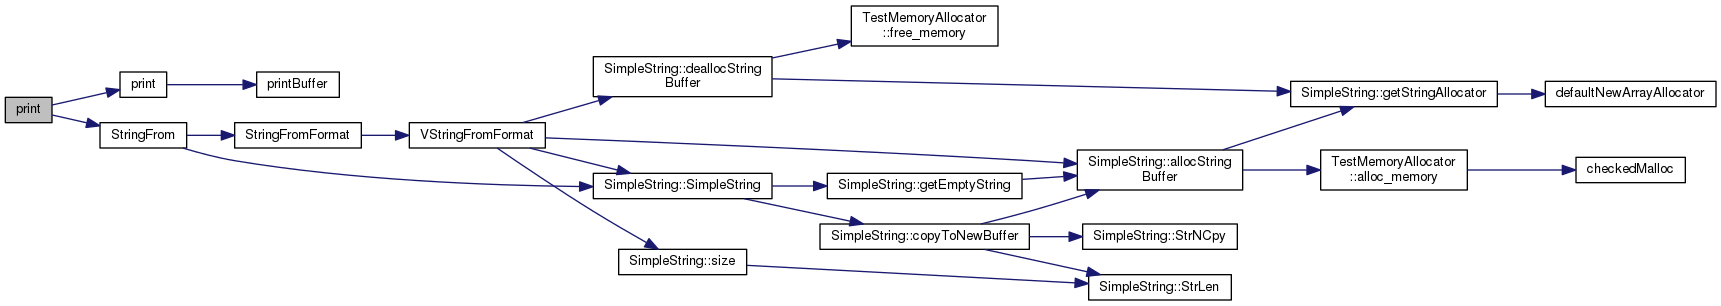 print
print
printBuffer
StringFrom
StringFromFormat
VStringFromFormat
SimpleString::deallocString
Buffer
TestMemoryAllocator
::free_memory
SimpleString::getStringAllocator
defaultNewArrayAllocator
SimpleString::allocString
Buffer
TestMemoryAllocator
::alloc_memory
checkedMalloc
SimpleString::SimpleString
SimpleString::getEmptyString
SimpleString::copyToNewBuffer
SimpleString::StrNCpy
SimpleString::size
SimpleString::StrLen